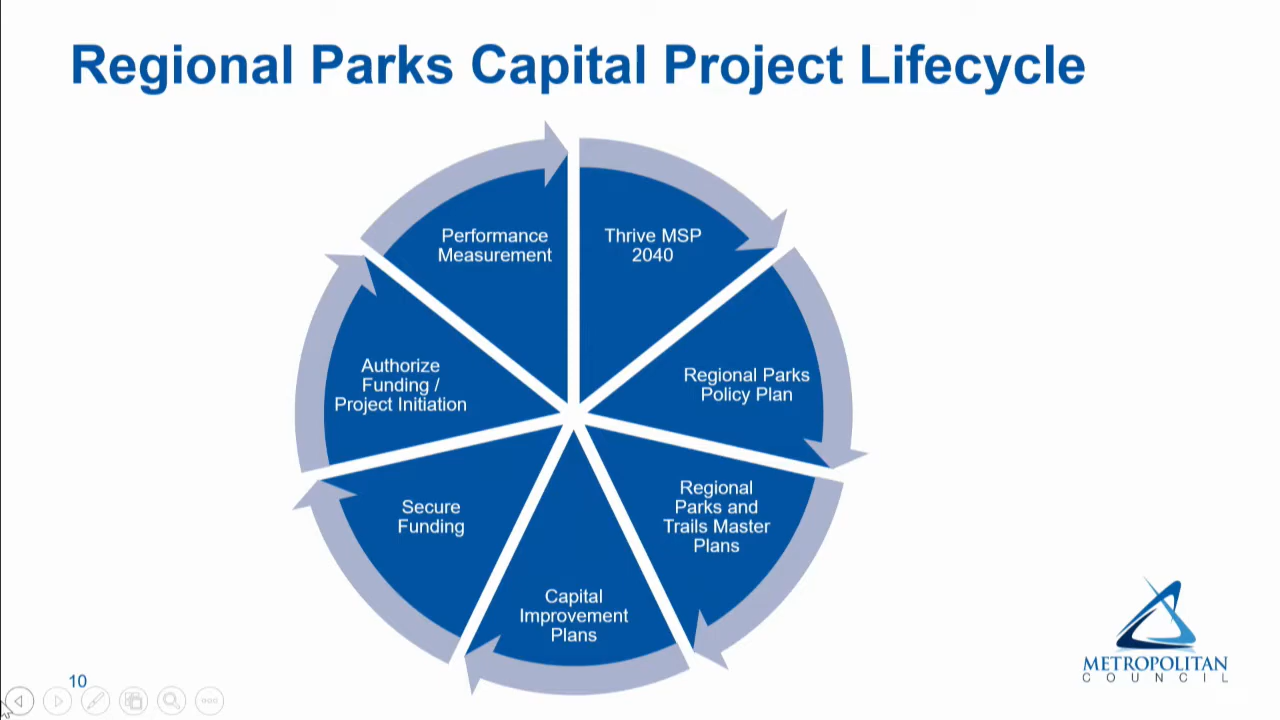 Regional Parks Capital Project Lifecycle
Thrive MSP
2040
Regional Parks
Policy Plan
Regional
Parks and
Trails Master
Plans
Capital
Improvement
Plans
Secure
Funding
Authorize
Funding /
Project Initiation
Performance
Measurement
10
METROPOLITAN
COUNCIL